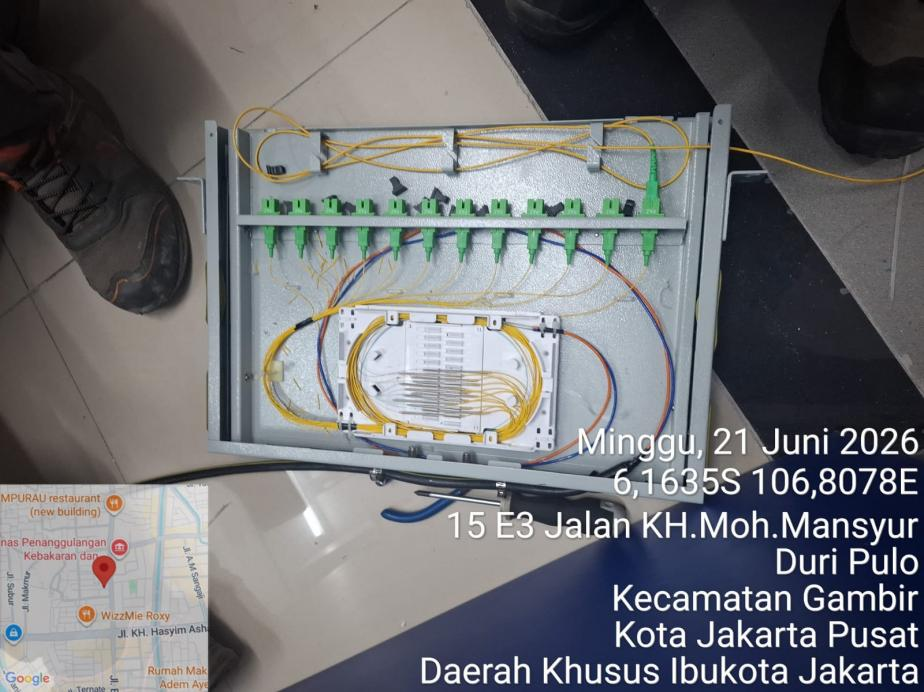 Minggu, 21 Juni 2026
6,1635S 106,8078E
15 E3 Jalan KH.Moh.Mansyur
Duri Pulo
Kecamatan Gambir
Kota Jakarta Pusat
Daerah Khusus Ibukota Jakarta
MPURAU restaurant
(new building)
nas Penanggulangan
Kebakaran dan
Jl. Subur
Jl. Makmur
Jl. A.M Sangaji
WizzMie Roxy
Jl. KH. Hasyim Asha
Rumah Mak
Adem Aye
Ternate
Google